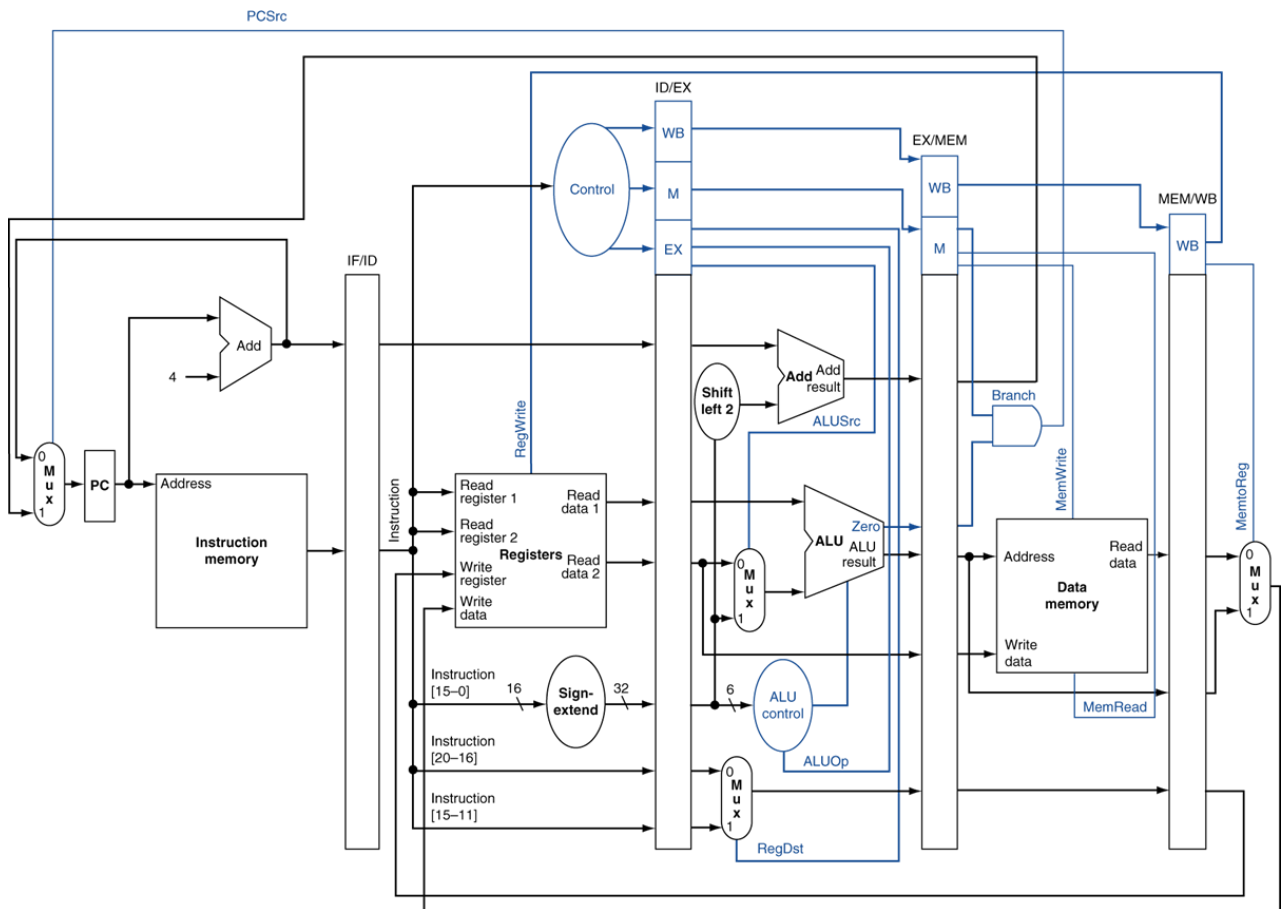 PCSrc
ID/EX
WB
EX/MEM
Control
M
WB
MEM/WB
EX
M
WB
IF/ID
Add
4
Add
Add
result
Shift
left 2
Branch
ALUSrc
RegWrite
MemWrite
MemtoReg
0
M
u
x
1
PC
Address
Instruction
memory
Instruction
Read
register 1
Read
register 2
Write
register
Write
data
Registers
Read
data 1
Read
data 2
0
M
u
x
1
Zero
ALU
ALU
result
Address
Read
data
Data
memory
Write
data
0
M
u
x
1
MemRead
Instruction
[15–0]
16
Sign-
extend
32
6
ALU
control
ALUOp
Instruction
[20–16]
Instruction
[15–11]
0
M
u
x
1
RegDst